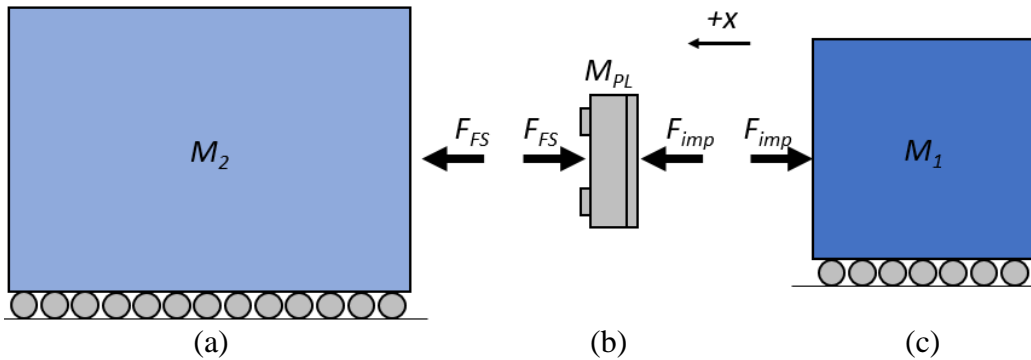 +x
M_PL
F_FS F_FS F_imp F_imp
M_2 M_1
(a) (b) (c)